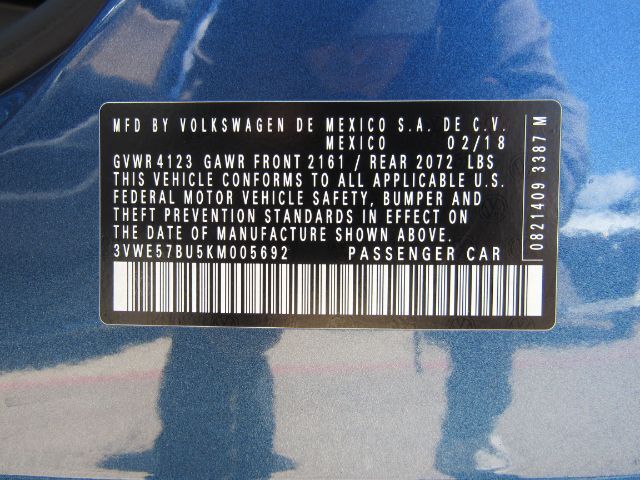 MFD BY VOLKSWAGEN DE MEXICO S.A. DE C.V.
MEXICO 02/18
GVWR 4123 GAWR FRONT 2161 / REAR 2072 LBS
THIS VEHICLE CONFORMS TO ALL APPLICABLE U.S.
FEDERAL MOTOR VEHICLE SAFETY, BUMPER AND
THEFT PREVENTION STANDARDS IN EFFECT ON
THE DATE OF MANUFACTURE SHOWN ABOVE.
3VWE57BU5KM005692 PASSENGER CAR
0821409 3387 M